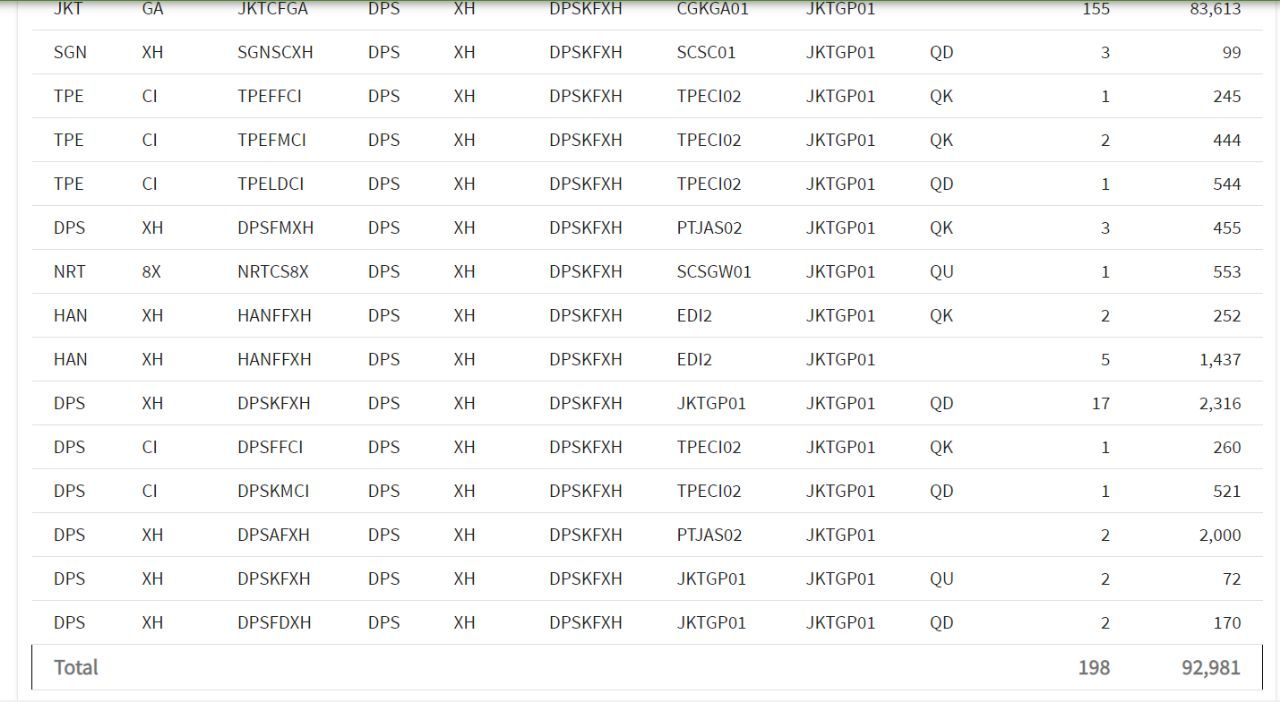 JKT GA JKTCFGA DPS XH DPSKFXH CGKGA01 JKTGP01 155 83,613
SGN XH SGNSCXH DPS XH DPSKFXH SCSC01 JKTGP01 QD 3 99
TPE CI TPEFFCI DPS XH DPSKFXH TPECI02 JKTGP01 QK 1 245
TPE CI TPEFMCI DPS XH DPSKFXH TPECI02 JKTGP01 QK 2 444
TPE CI TPELDCI DPS XH DPSKFXH TPECI02 JKTGP01 QD 1 544
DPS XH DPSFMXH DPS XH DPSKFXH PTJAS02 JKTGP01 QK 3 455
NRT 8X NRTCS8X DPS XH DPSKFXH SCSGW01 JKTGP01 QU 1 553
HAN XH HANFFXH DPS XH DPSKFXH EDI2 JKTGP01 QK 2 252
HAN XH HANFFXH DPS XH DPSKFXH EDI2 JKTGP01 5 1,437
DPS XH DPSKFXH DPS XH DPSKFXH JKTGP01 JKTGP01 QD 17 2,316
DPS CI DPSFFCI DPS XH DPSKFXH TPECI02 JKTGP01 QK 1 260
DPS CI DPSKMCI DPS XH DPSKFXH TPECI02 JKTGP01 QD 1 521
DPS XH DPSAFXH DPS XH DPSKFXH PTJAS02 JKTGP01 2 2,000
DPS XH DPSKFXH DPS XH DPSKFXH JKTGP01 JKTGP01 QU 2 72
DPS XH DPSFDXH DPS XH DPSKFXH JKTGP01 JKTGP01 QD 2 170
Total 198 92,981